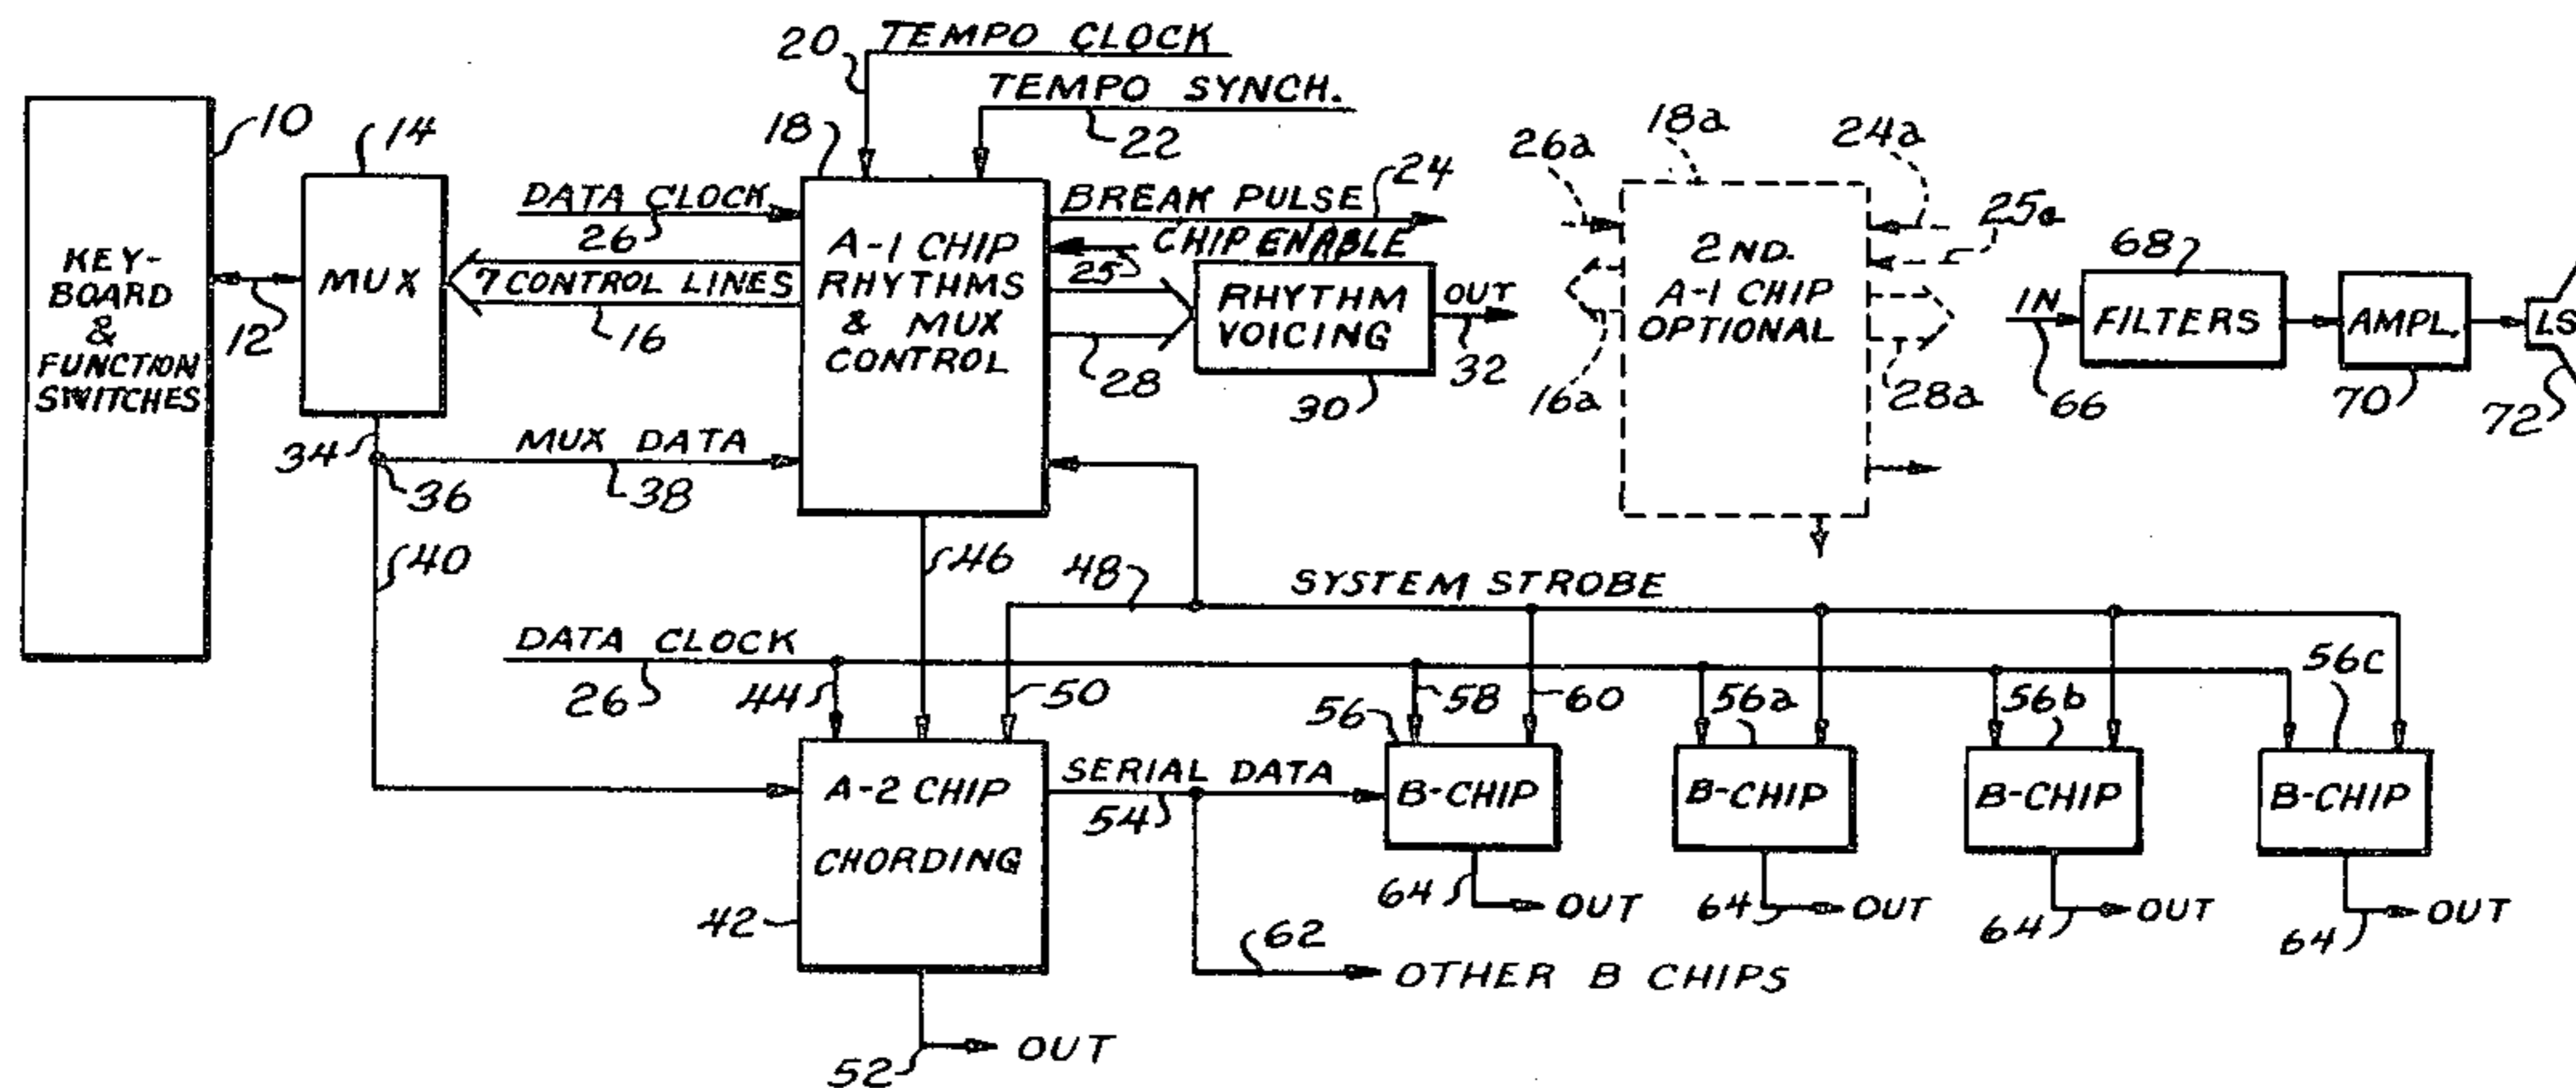 20 TEMPO CLOCK
TEMPO SYNCH.
22
10
KEY-
BOARD
&
FUNCTION
SWITCHES
12
14
MUX
DATA CLOCK
26
7 CONTROL LINES
16
18
A-1 CHIP
RHYTHMS
& MUX
CONTROL
BREAK PULSE
24
CHIP ENABLE
25
28
RHYTHM
VOICING
30
OUT
32
26a
18a
24a
25a
2ND.
A-1 CHIP
OPTIONAL
16a
28a
IN
66
68
FILTERS
AMPL.
70
LS
72
34
36
MUX DATA
38
40
46
48
SYSTEM STROBE
DATA CLOCK
26
44
50
58
60
56
56a
56b
56c
A-2 CHIP
CHORDING
42
SERIAL DATA
54
B-CHIP
B-CHIP
B-CHIP
B-CHIP
64 OUT
64 OUT
64 OUT
64 OUT
62
OTHER B CHIPS
52
OUT